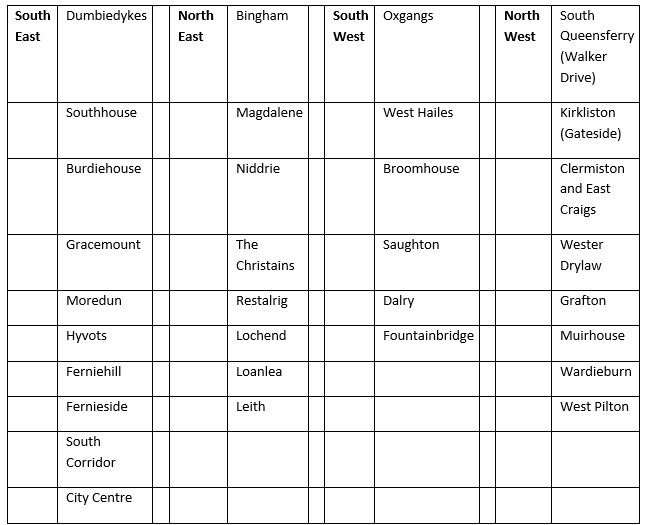 South East Dumbiedykes North East Bingham South West Oxgangs North West South Queensferry (Walker Drive)
Southhouse Magdalene West Hailes Kirkliston (Gateside)
Burdiehouse Niddrie Broomhouse Clermiston and East Craigs
Gracemount The Christains Saughton Wester Drylaw
Moredun Restalrig Dalry Grafton
Hyvots Lochend Fountainbridge Muirhouse
Ferniehill Loanlea Wardieburn
Fernieside Leith West Pilton
South Corridor
City Centre